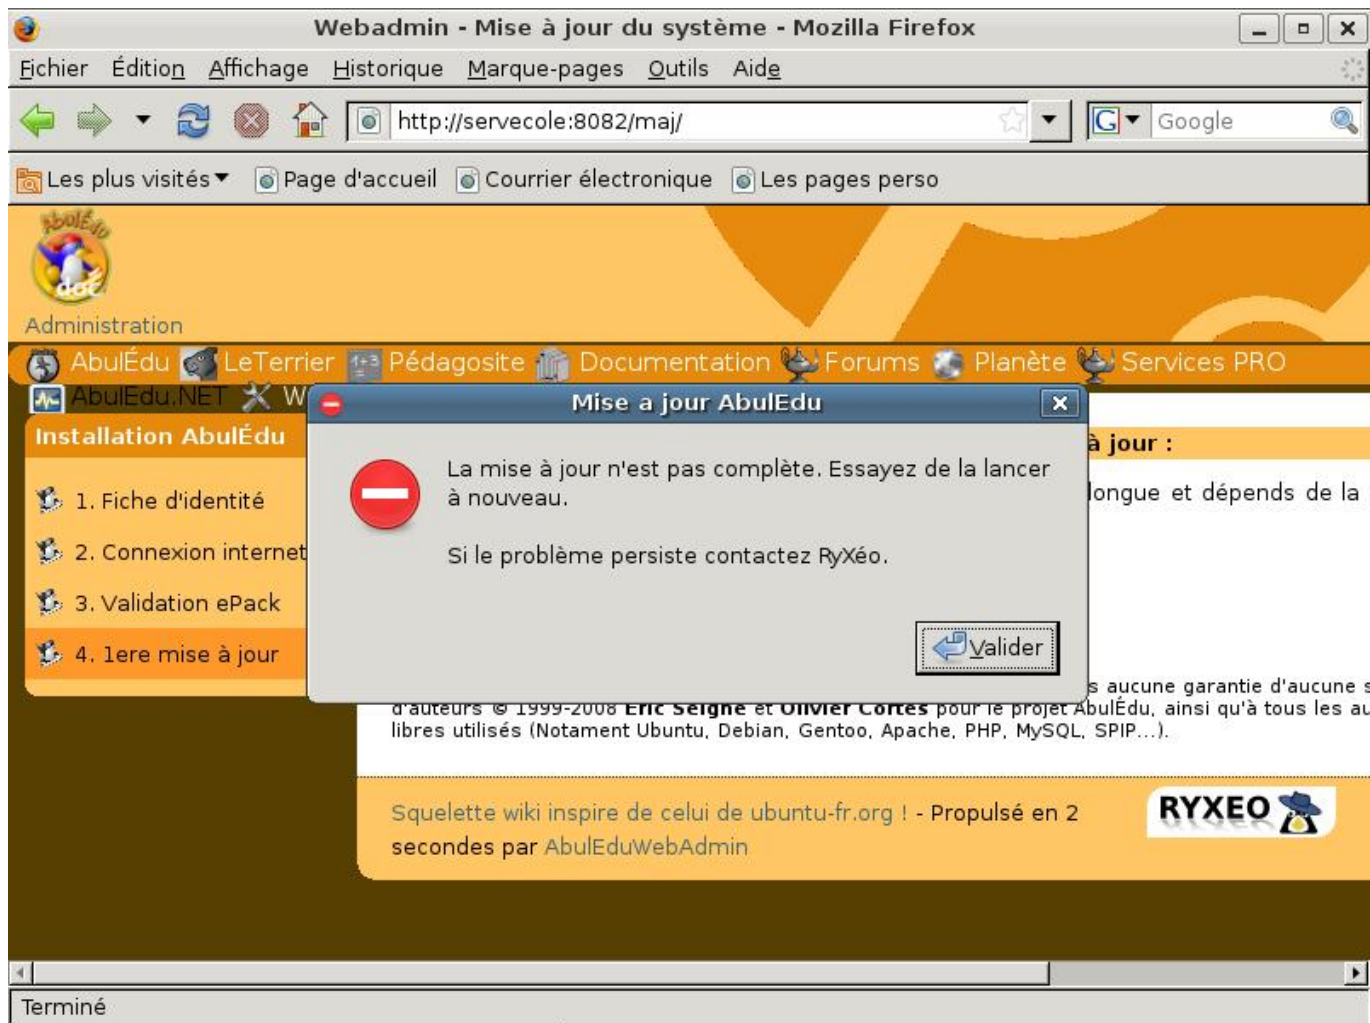 Webadmin - Mise à jour du système - Mozilla Firefox
Fichier Édition Affichage Historique Marque-pages Outils Aide
http://servecole:8082/maj/
G
Google
Les plus visités Page d'accueil Courrier électronique Les pages perso
AbulÉdu
doc
Administration
AbulÉdu LeTerrier 1+3 Pédagosite Documentation Forums Planète Services PRO
AbulEdu.NET W
Mise a jour AbulEdu
Installation AbulÉdu
à jour :
La mise à jour n'est pas complète. Essayez de la lancer
à nouveau.
longue et dépends de la
1. Fiche d'identité
2. Connexion internet
Si le problème persiste contactez RyXéo.
3. Validation ePack
4. 1ere mise à jour
Valider
s aucune garantie d'aucune s
d'auteurs © 1999-2008 Eric Seigne et Olivier Cortes pour le projet AbulÉdu, ainsi qu'à tous les au
libres utilisés (Notament Ubuntu, Debian, Gentoo, Apache, PHP, MySQL, SPIP...).
Squelette wiki inspire de celui de ubuntu-fr.org ! - Propulsé en 2
secondes par AbulEduWebAdmin
RYXEO
Terminé